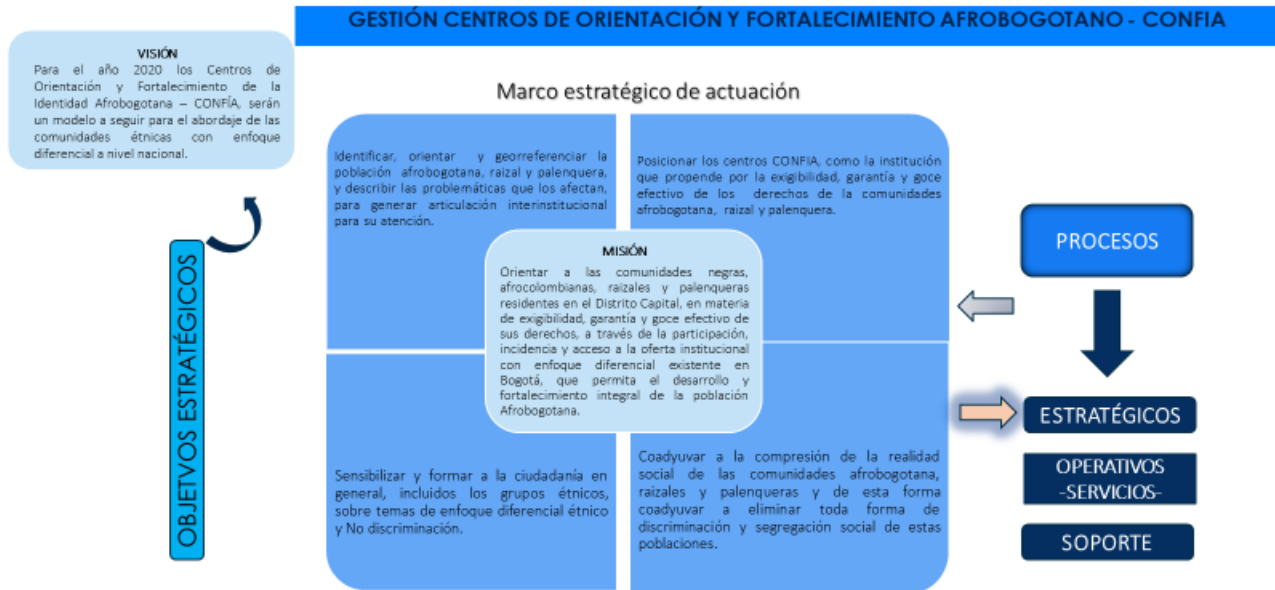 GESTIÓN CENTROS DE ORIENTACIÓN Y FORTALECIMIENTO AFROBOGOTANO - CONFIA
VISIÓN
Para el año 2020 los Centros de
Orientación y Fortalecimiento de la
Identidad Afrobogotana – CONFÍA, serán
un modelo a seguir para el abordaje de las
comunidades étnicas con enfoque
diferencial a nivel nacional.
Marco estratégico de actuación
Identificar, orientar y georreferenciar la
población afrobogotana, raizal y palenquera,
y describir las problemáticas que los afectan,
para generar articulación interinstitucional
para su atención.
Posicionar los centros CONFIA, como la institución
que propende por la exigibilidad, garantía y goce
efectivo de los derechos de la comunidades
afrobogotana, raizal y palenquera.
MISIÓN
Orientar a las comunidades negras,
afrocolombianas, raizales y palenqueras
residentes en el Distrito Capital, en materia
de exigibilidad, garantía y goce efectivo de
sus derechos, a través de la participación,
incidencia y acceso a la oferta institucional
con enfoque diferencial existente en
Bogotá, que permita el desarrollo y
fortalecimiento integral de la población
Afrobogotana.
Sensibilizar y formar a la ciudadanía en
general, incluidos los grupos étnicos,
sobre temas de enfoque diferencial étnico
y No discriminación.
Coadyuvar a la compresión de la realidad
social de las comunidades afrobogotana,
raizales y palenqueras y de esta forma
coadyuvar a eliminar toda forma de
discriminación y segregación social de estas
poblaciones.
OBJETVOS ESTRATÉGICOS
PROCESOS
ESTRATÉGICOS
OPERATIVOS
-SERVICIOS-
SOPORTE